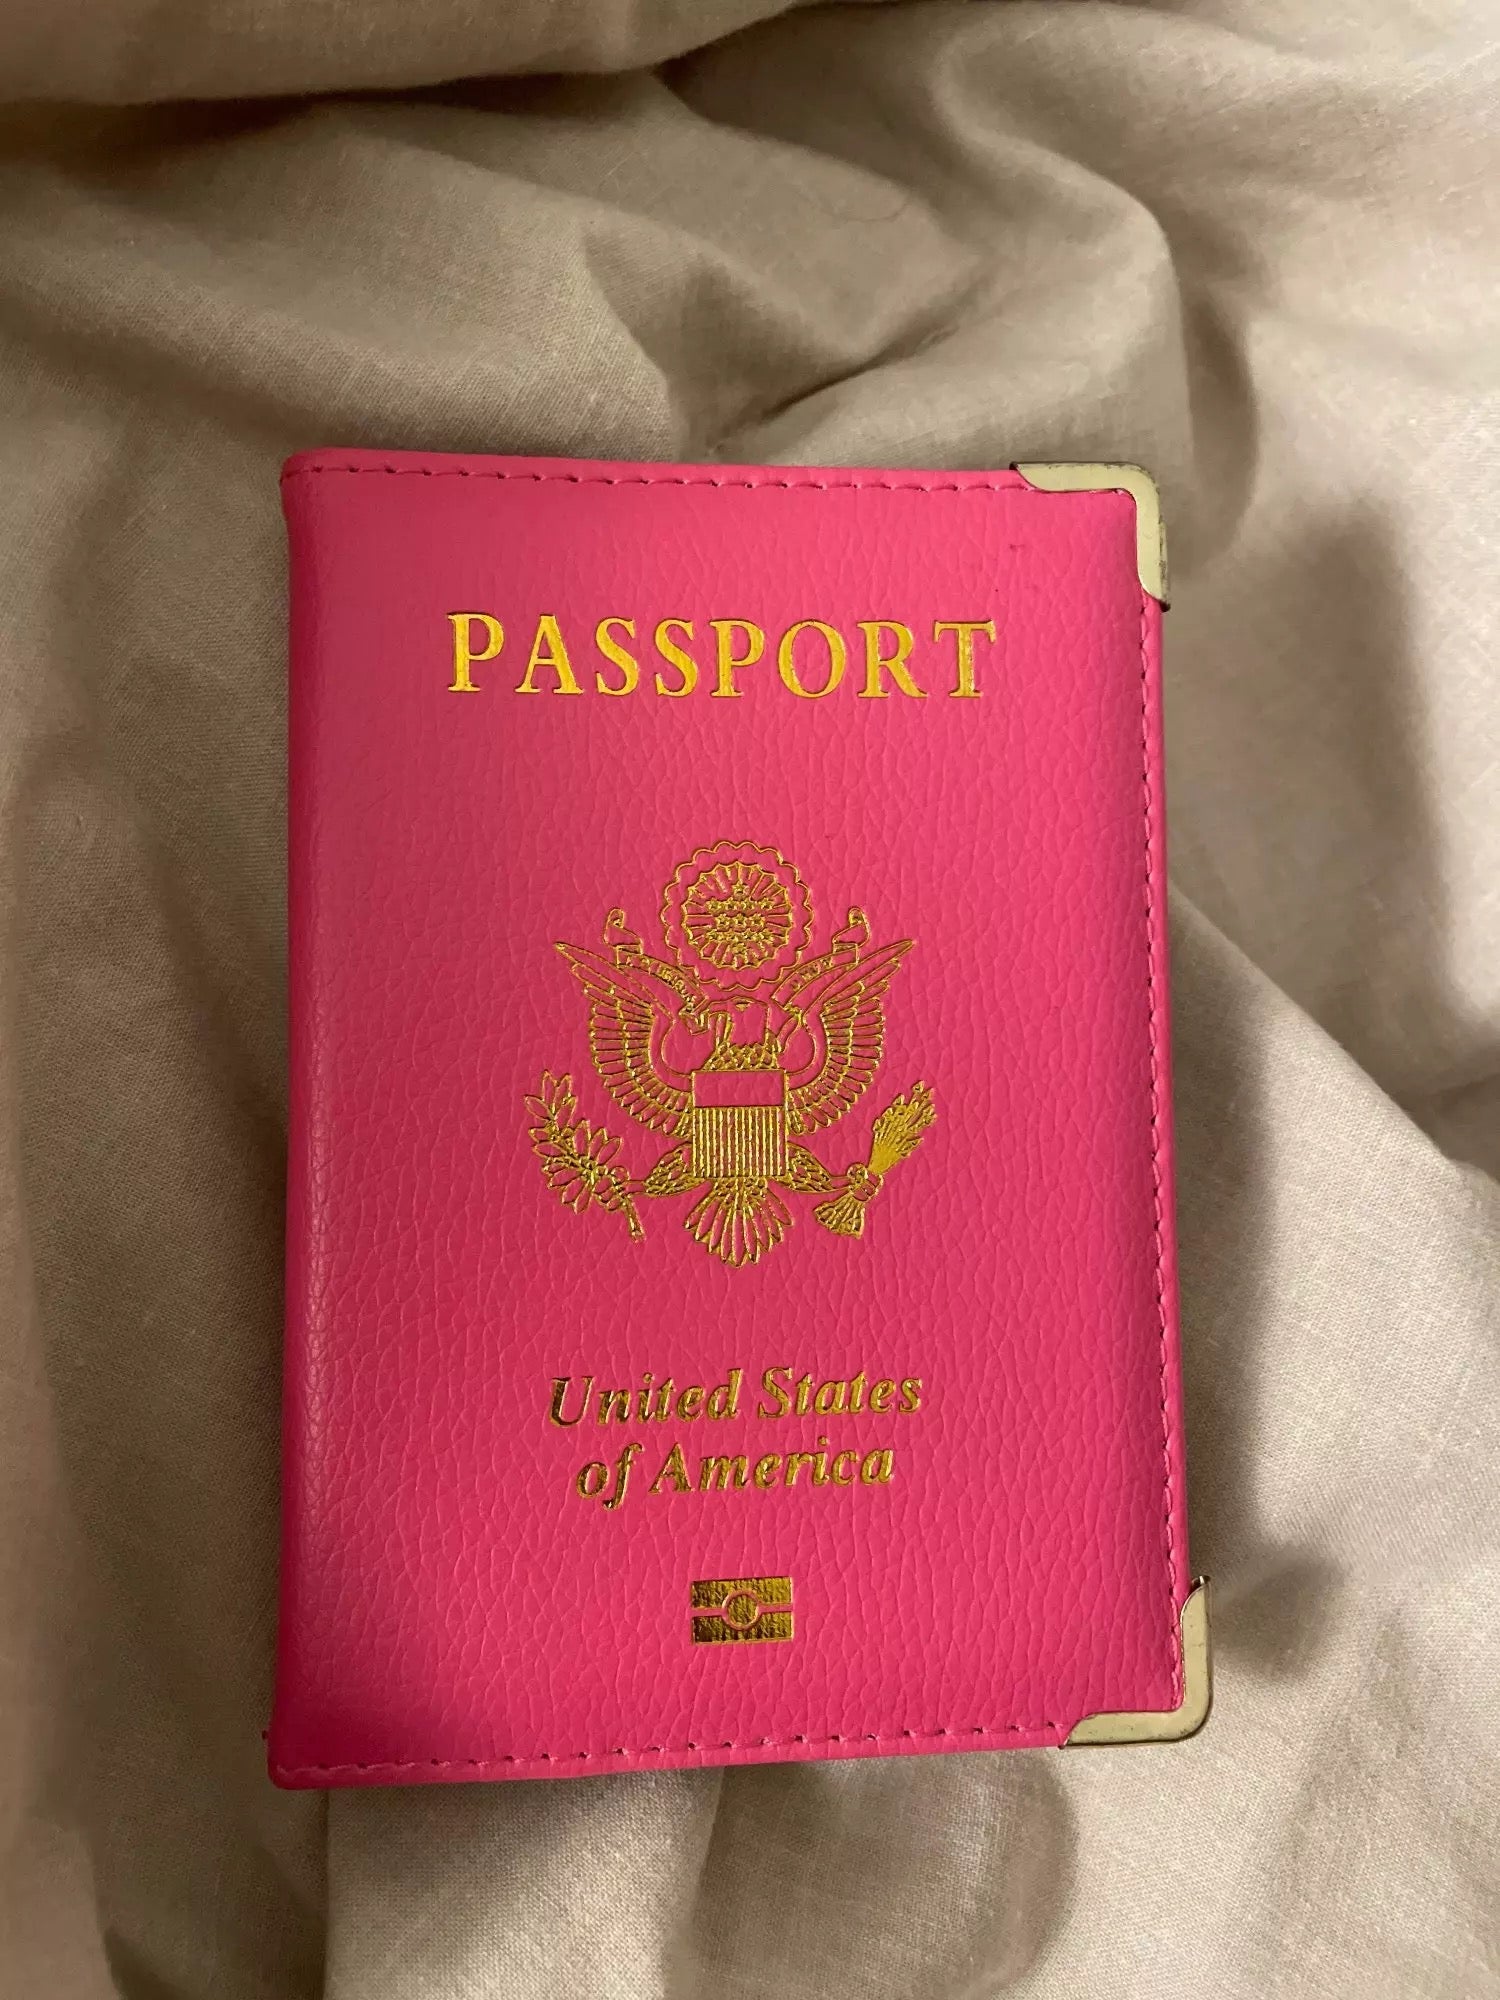 PASSPORT
United States
of America